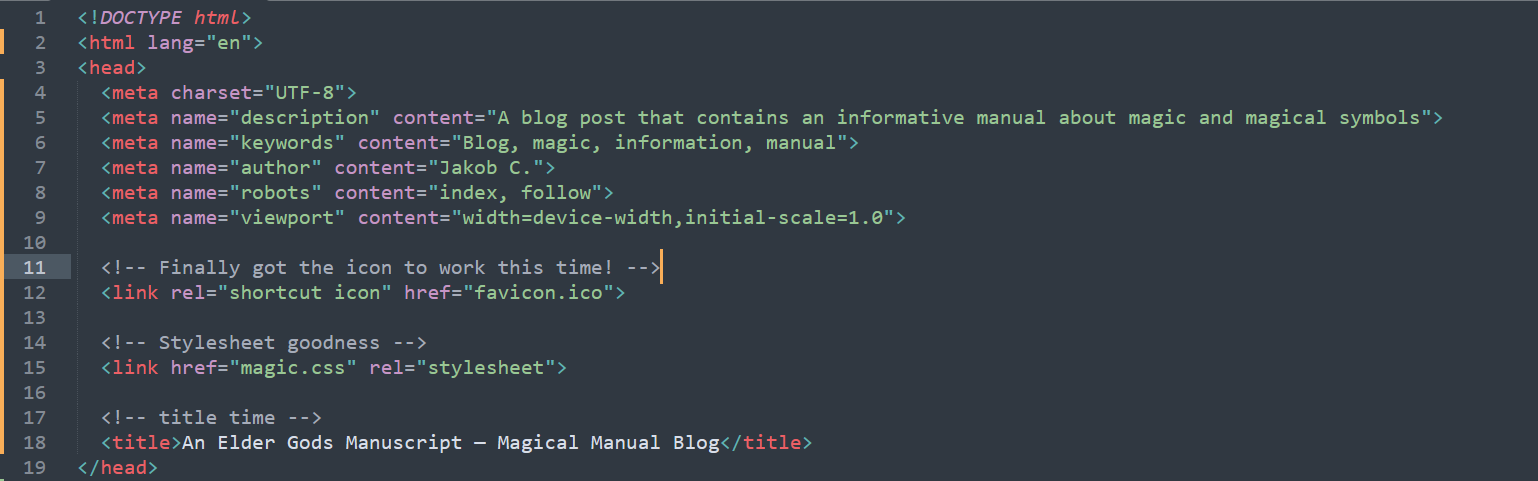 1 <!DOCTYPE html>
2 <html lang="en">
3 <head>
4 <meta charset="UTF-8">
5 <meta name="description" content="A blog post that contains an informative manual about magic and magical symbols">
6 <meta name="keywords" content="Blog, magic, information, manual">
7 <meta name="author" content="Jakob C.">
8 <meta name="robots" content="index, follow">
9 <meta name="viewport" content="width=device-width,initial-scale=1.0">
10
11 <!-- Finally got the icon to work this time! -->
12 <link rel="shortcut icon" href="favicon.ico">
13
14 <!-- Stylesheet goodness -->
15 <link href="magic.css" rel="stylesheet">
16
17 <!-- title time -->
18 <title>An Elder Gods Manuscript — Magical Manual Blog</title>
19 </head>